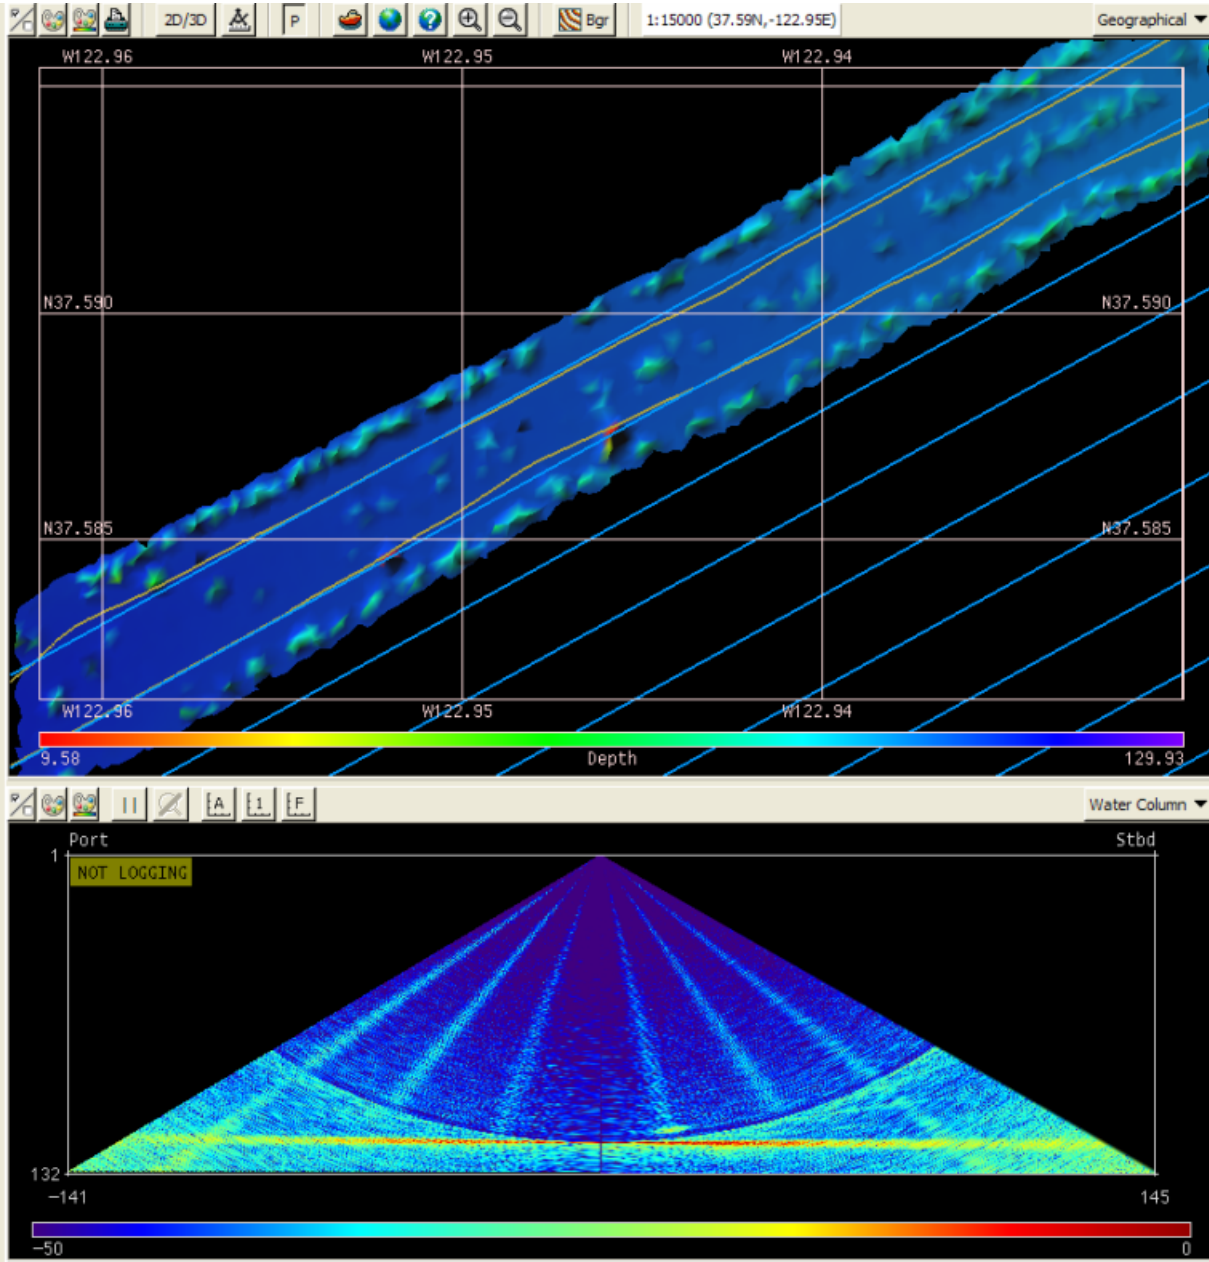 2D/3D P ? Bgr 1:15000 (37.59N,-122.95E) Geographical
W122.96 W122.95 W122.94
N37.590 N37.590
N37.585 N37.585
W122.96 W122.95 W122.94
9.58 Depth 129.93
A 1 F Water Column
Port Stbd
1
NOT LOGGING
132
-141 145
-50 0